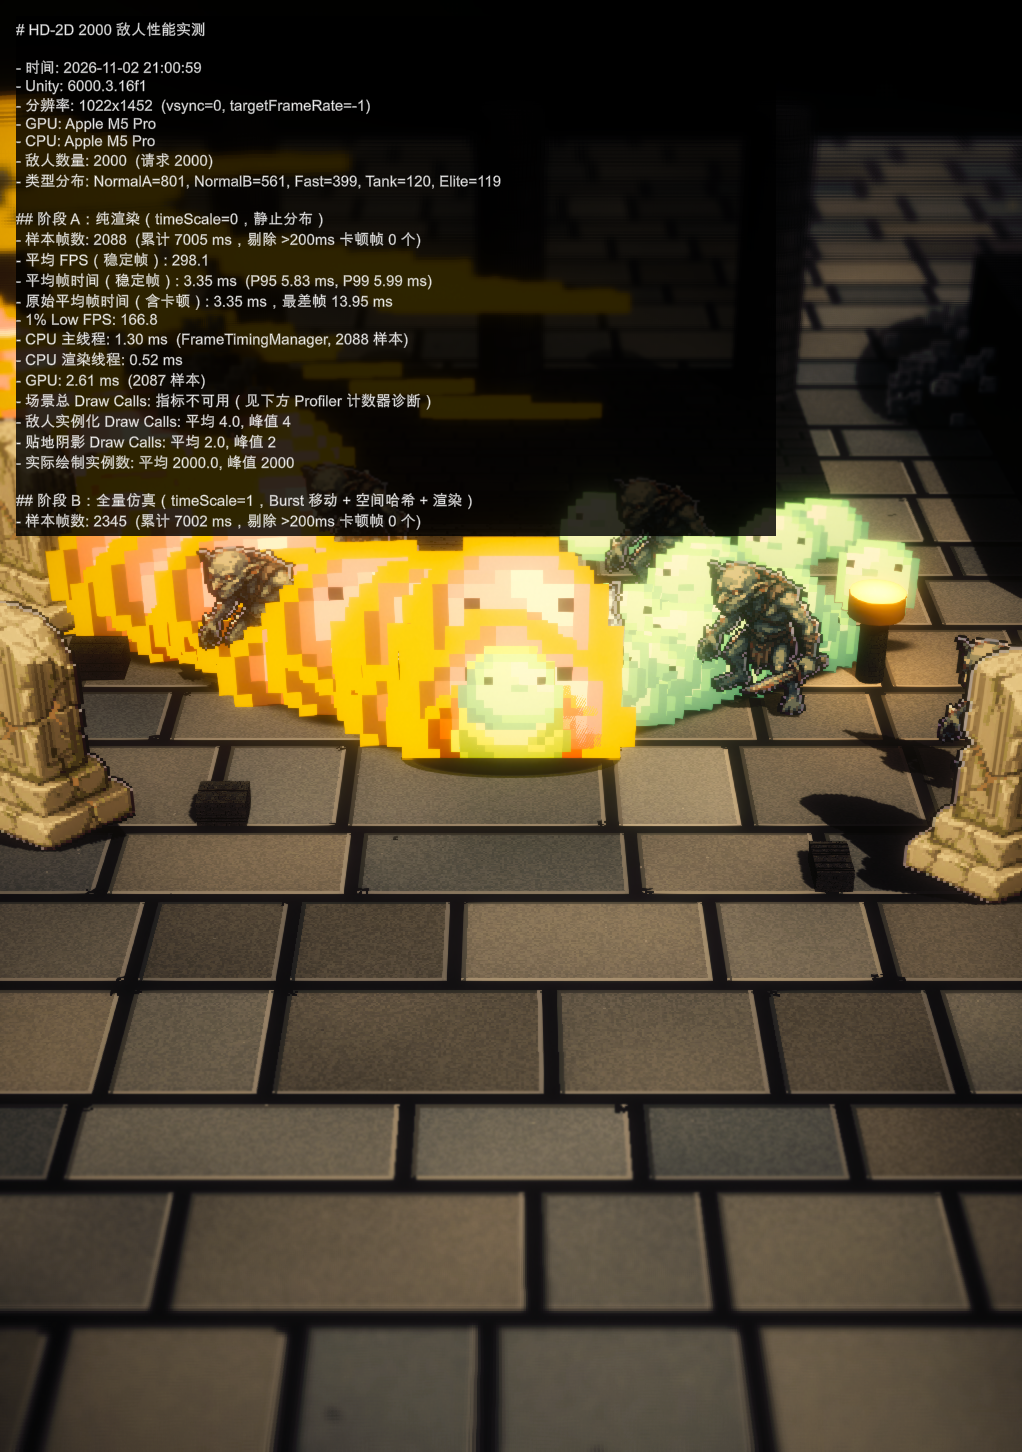 # HD-2D 2000 敌人性能实测
- 时间: 2026-11-02 21:00:59
- Unity: 6000.3.16f1
- 分辨率: 1022x1452  (vsync=0, targetFrameRate=-1)
- GPU: Apple M5 Pro
- CPU: Apple M5 Pro
- 敌人数量: 2000  (请求 2000)
- 类型分布: NormalA=801, NormalB=561, Fast=399, Tank=120, Elite=119
## 阶段 A：纯渲染（timeScale=0，静止分布）
- 样本帧数: 2088  (累计 7005 ms，剔除 >200ms 卡顿帧 0 个)
- 平均 FPS（稳定帧）: 298.1
- 平均帧时间（稳定帧）: 3.35 ms  (P95 5.83 ms, P99 5.99 ms)
- 原始平均帧时间（含卡顿）: 3.35 ms，最差帧 13.95 ms
- 1% Low FPS: 166.8
- CPU 主线程: 1.30 ms  (FrameTimingManager, 2088 样本)
- CPU 渲染线程: 0.52 ms
- GPU: 2.61 ms  (2087 样本)
- 场景总 Draw Calls: 指标不可用（见下方 Profiler 计数器诊断）
- 敌人实例化 Draw Calls: 平均 4.0, 峰值 4
- 贴地阴影 Draw Calls: 平均 2.0, 峰值 2
- 实际绘制实例数: 平均 2000.0, 峰值 2000
## 阶段 B：全量仿真（timeScale=1，Burst 移动 + 空间哈希 + 渲染）
- 样本帧数: 2345  (累计 7002 ms，剔除 >200ms 卡顿帧 0 个)